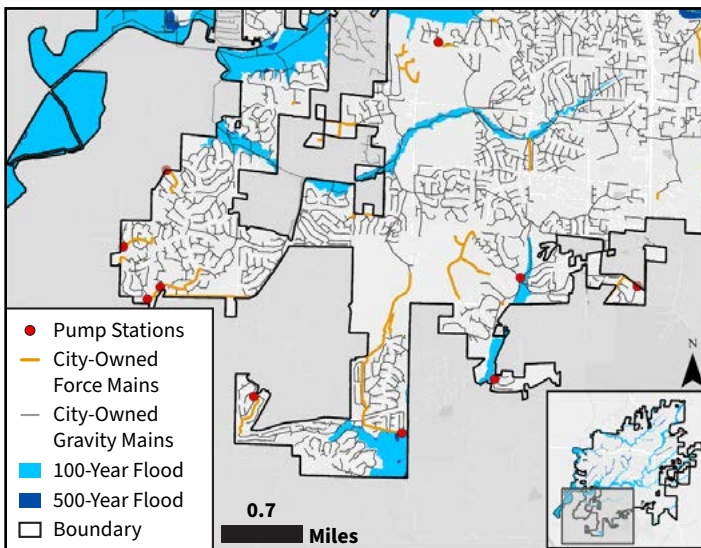 Pump Stations
City-Owned
Force Mains
City-Owned
Gravity Mains
100-Year Flood
500-Year Flood
Boundary
0.7
Miles
N